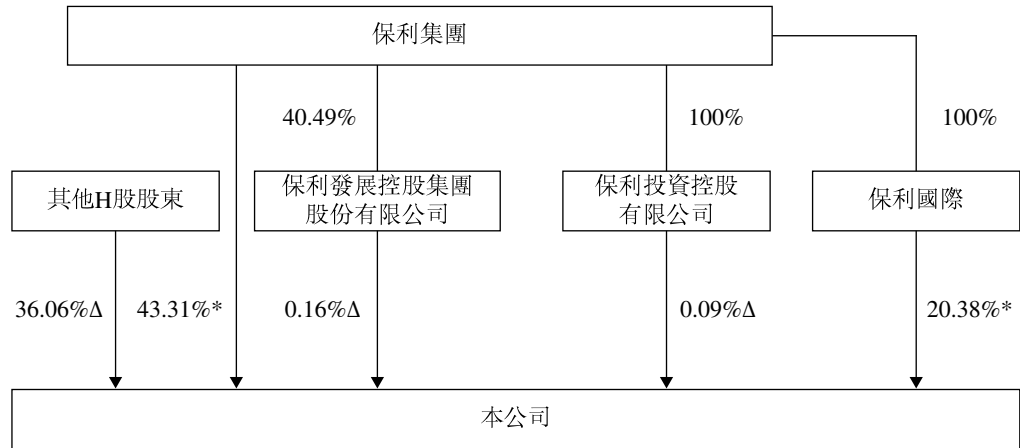 保利集團
40.49%
100%
100%
其他H股股東
保利發展控股集團
股份有限公司
保利投資控股
有限公司
保利國際
36.06%Δ
43.31%*
0.16%Δ
0.09%Δ
20.38%*
本公司